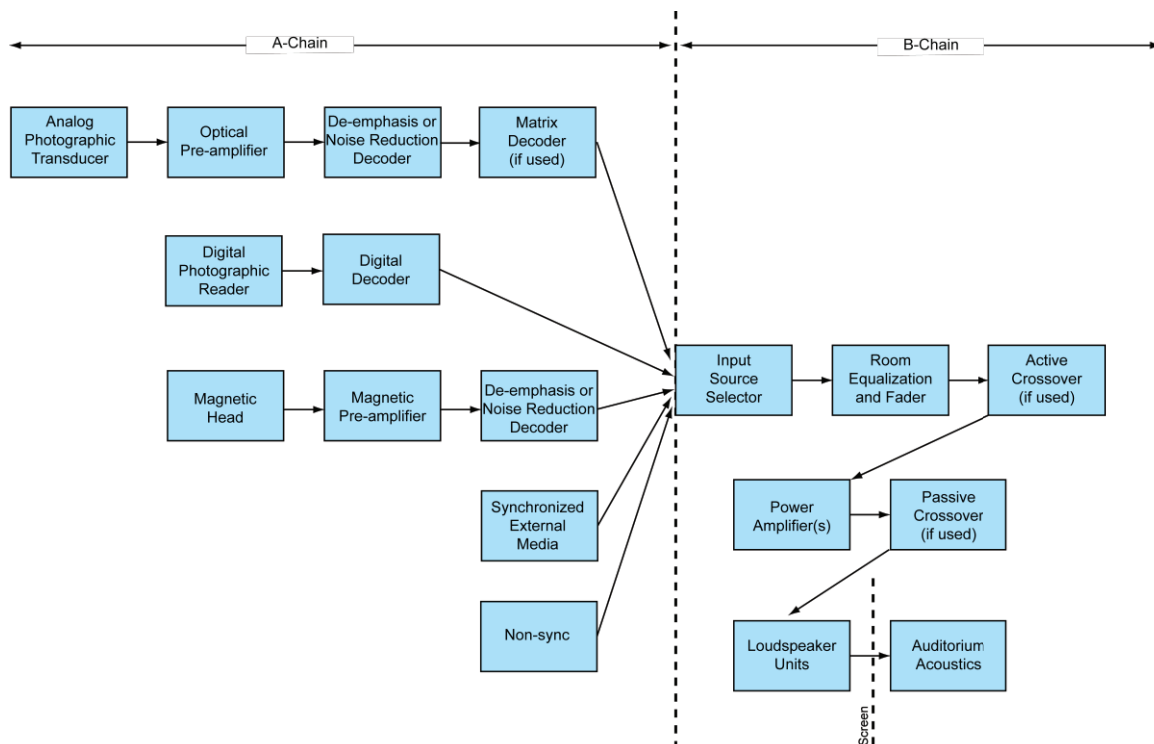 A-Chain
B-Chain
Analog
Photographic
Transducer
Optical
Pre-amplifier
De-emphasis or
Noise Reduction
Decoder
Matrix
Decoder
(if used)
Digital
Photographic
Reader
Digital
Decoder
Magnetic
Head
Magnetic
Pre-amplifier
De-emphasis or
Noise Reduction
Decoder
Synchronized
External
Media
Non-sync
Input
Source
Selector
Room
Equalization
and Fader
Active
Crossover
(if used)
Power
Amplifier(s)
Passive
Crossover
(if used)
Loudspeaker
Units
Auditorium
Acoustics
Screen